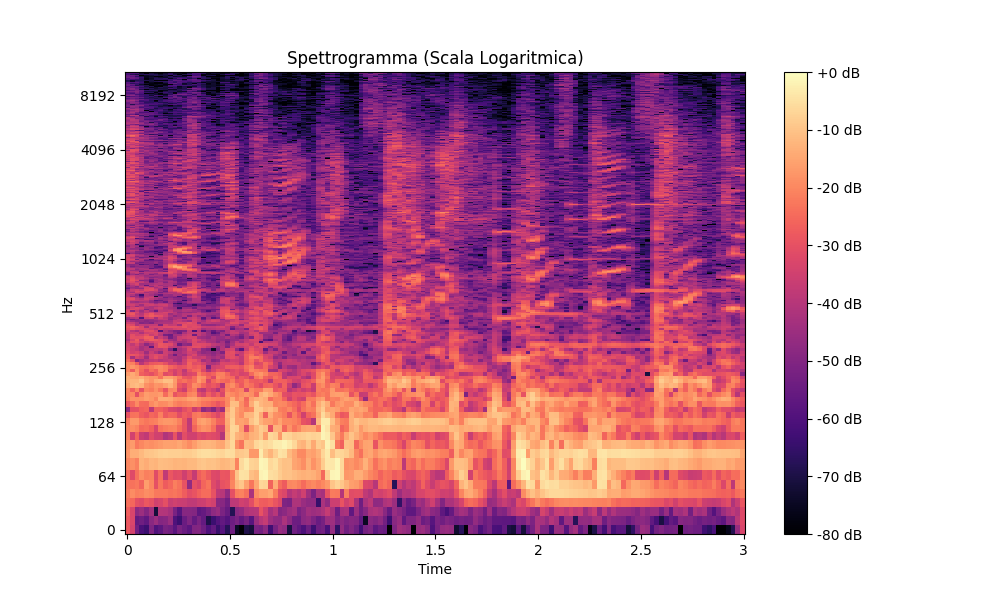 Spettrogramma (Scala Logaritmica)
8192
4096
2048
1024
512
256
128
64
0
Hz
0 0.5 1 1.5 2 2.5 3
Time
+0 dB
-10 dB
-20 dB
-30 dB
-40 dB
-50 dB
-60 dB
-70 dB
-80 dB